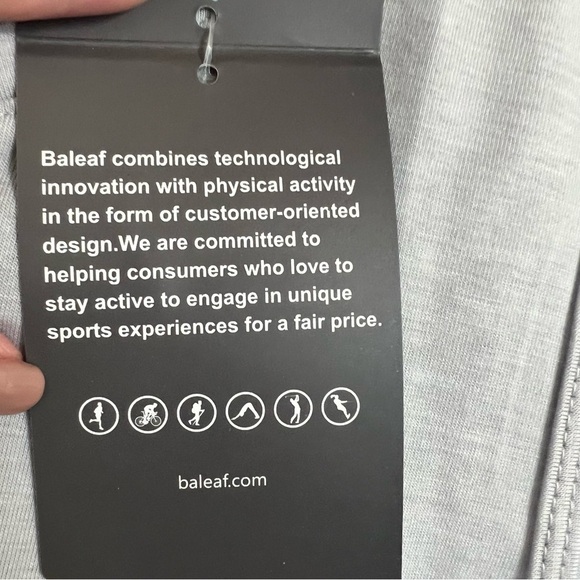 Baleaf combines technological
innovation with physical activity
in the form of customer-oriented
design.We are committed to
helping consumers who love to
stay active to engage in unique
sports experiences for a fair price.
baleaf.com